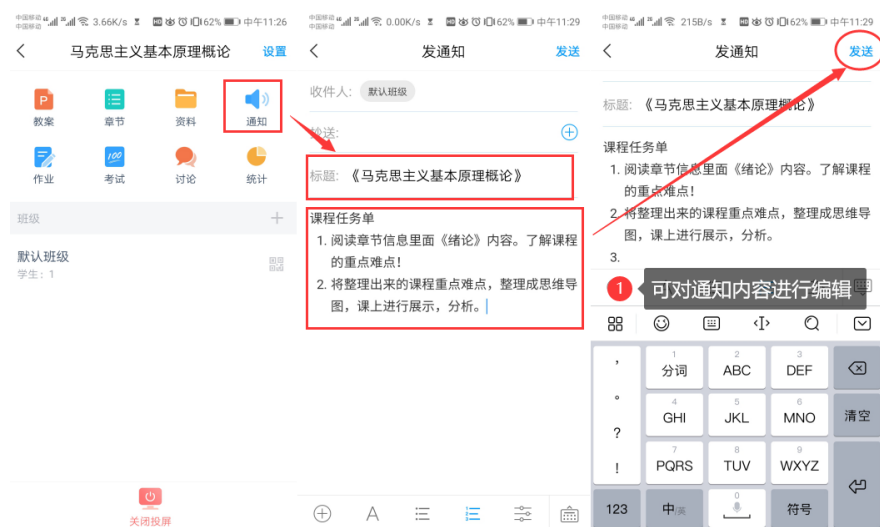 中国移动 中国移动 3.66K/s HD 62% 中午11:26
马克思主义基本原理概论 设置
P
教案 章节 资料 通知
100
作业 考试 讨论 统计
班级
默认班级
学生：1
关闭投屏
中国移动 中国移动 0.00K/s HD 62% 中午11:29
发通知 发送
收件人: 默认班级
抄送:
标题: 《马克思主义基本原理概论》
课程任务单
1. 阅读章节信息里面《绪论》内容。了解课程
的重点难点！
2. 将整理出来的课程重点难点，整理成思维导
图，课上进行展示，分析。
A
中国移动 中国移动 215B/s HD 62% 中午11:29
发通知 发送
标题: 《马克思主义基本原理概论》
课程任务单
1. 阅读章节信息里面《绪论》内容。了解课程
的重点难点！
2. 将整理出来的课程重点难点，整理成思维导
图，课上进行展示，分析。
3.
1 可对通知内容进行编辑
，
。
？
！
1 分词 2 ABC 3 DEF
4 GHI 5 JKL 6 MNO 清空
7 PQRS 8 TUV 9 WXYZ
123 中/英 0 符号